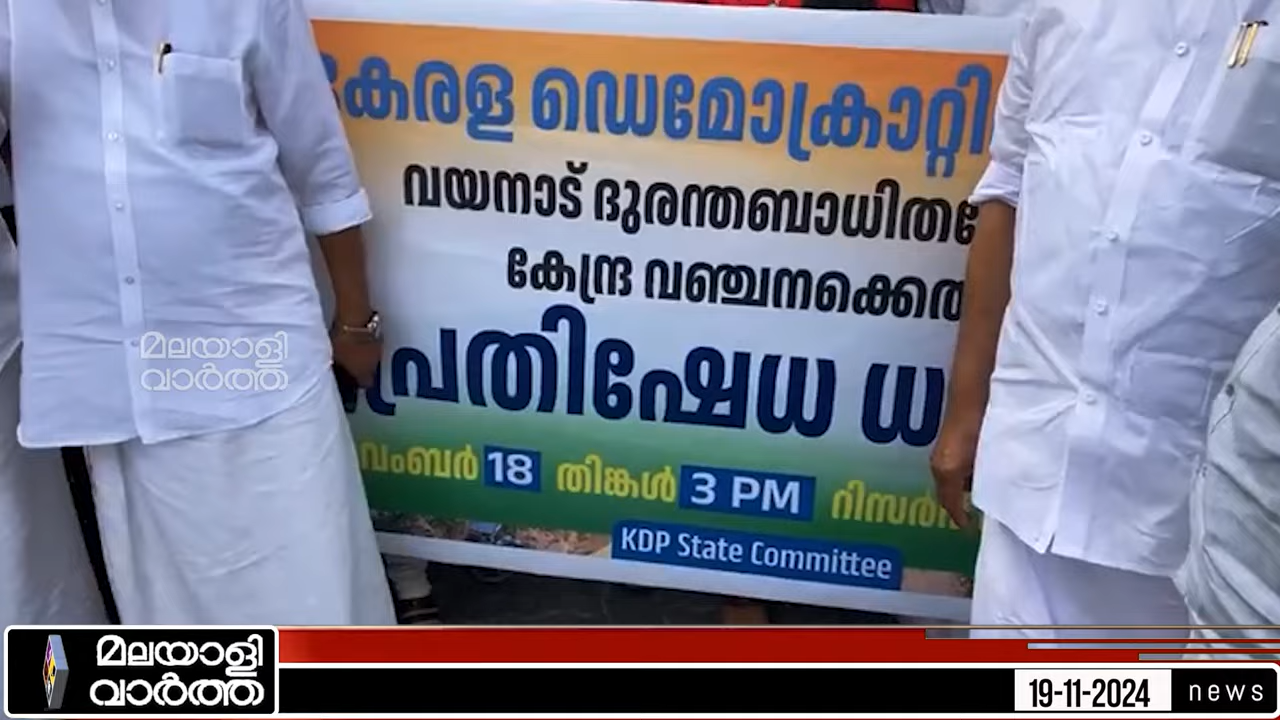 കേരള ഡെമോക്രാറ്റി
വയനാട് ദുരന്തബാധിത
കേന്ദ്ര വഞ്ചനക്കെ
പ്രതിഷേധ ധ
വംബർ 18 തിങ്കൾ 3 PM റിസർ
KDP State Committee
മലയാളി
വാർത്ത
മലയാളി
വാർത്ത
19-11-2024
news